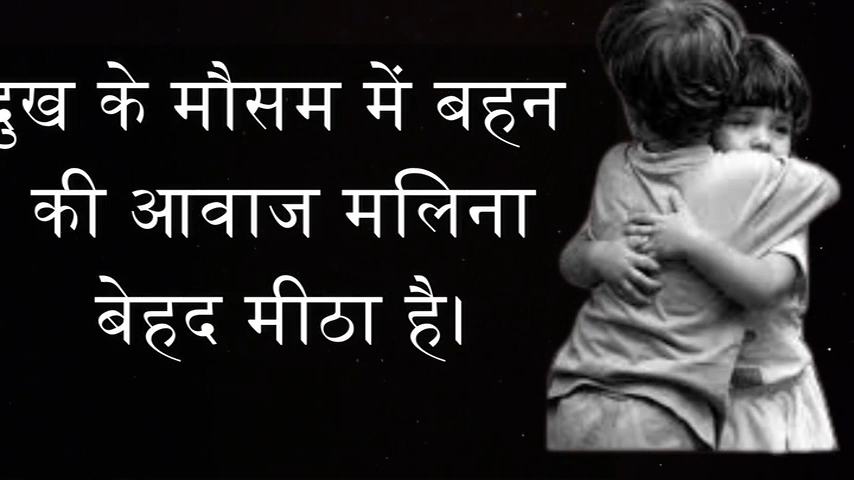 दुख के मौसम में बहन
की आवाज मलिना
बेहद मीठा है।